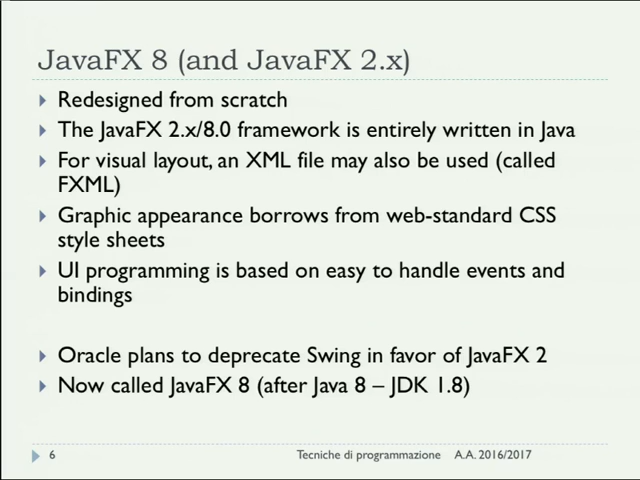 JavaFX 8 (and JavaFX 2.x)
Redesigned from scratch
The JavaFX 2.x/8.0 framework is entirely written in Java
For visual layout, an XML file may also be used (called
FXML)
Graphic appearance borrows from web-standard CSS
style sheets
UI programming is based on easy to handle events and
bindings
Oracle plans to deprecate Swing in favor of JavaFX 2
Now called JavaFX 8 (after Java 8 – JDK 1.8)
6 Tecniche di programmazione A.A. 2016/2017